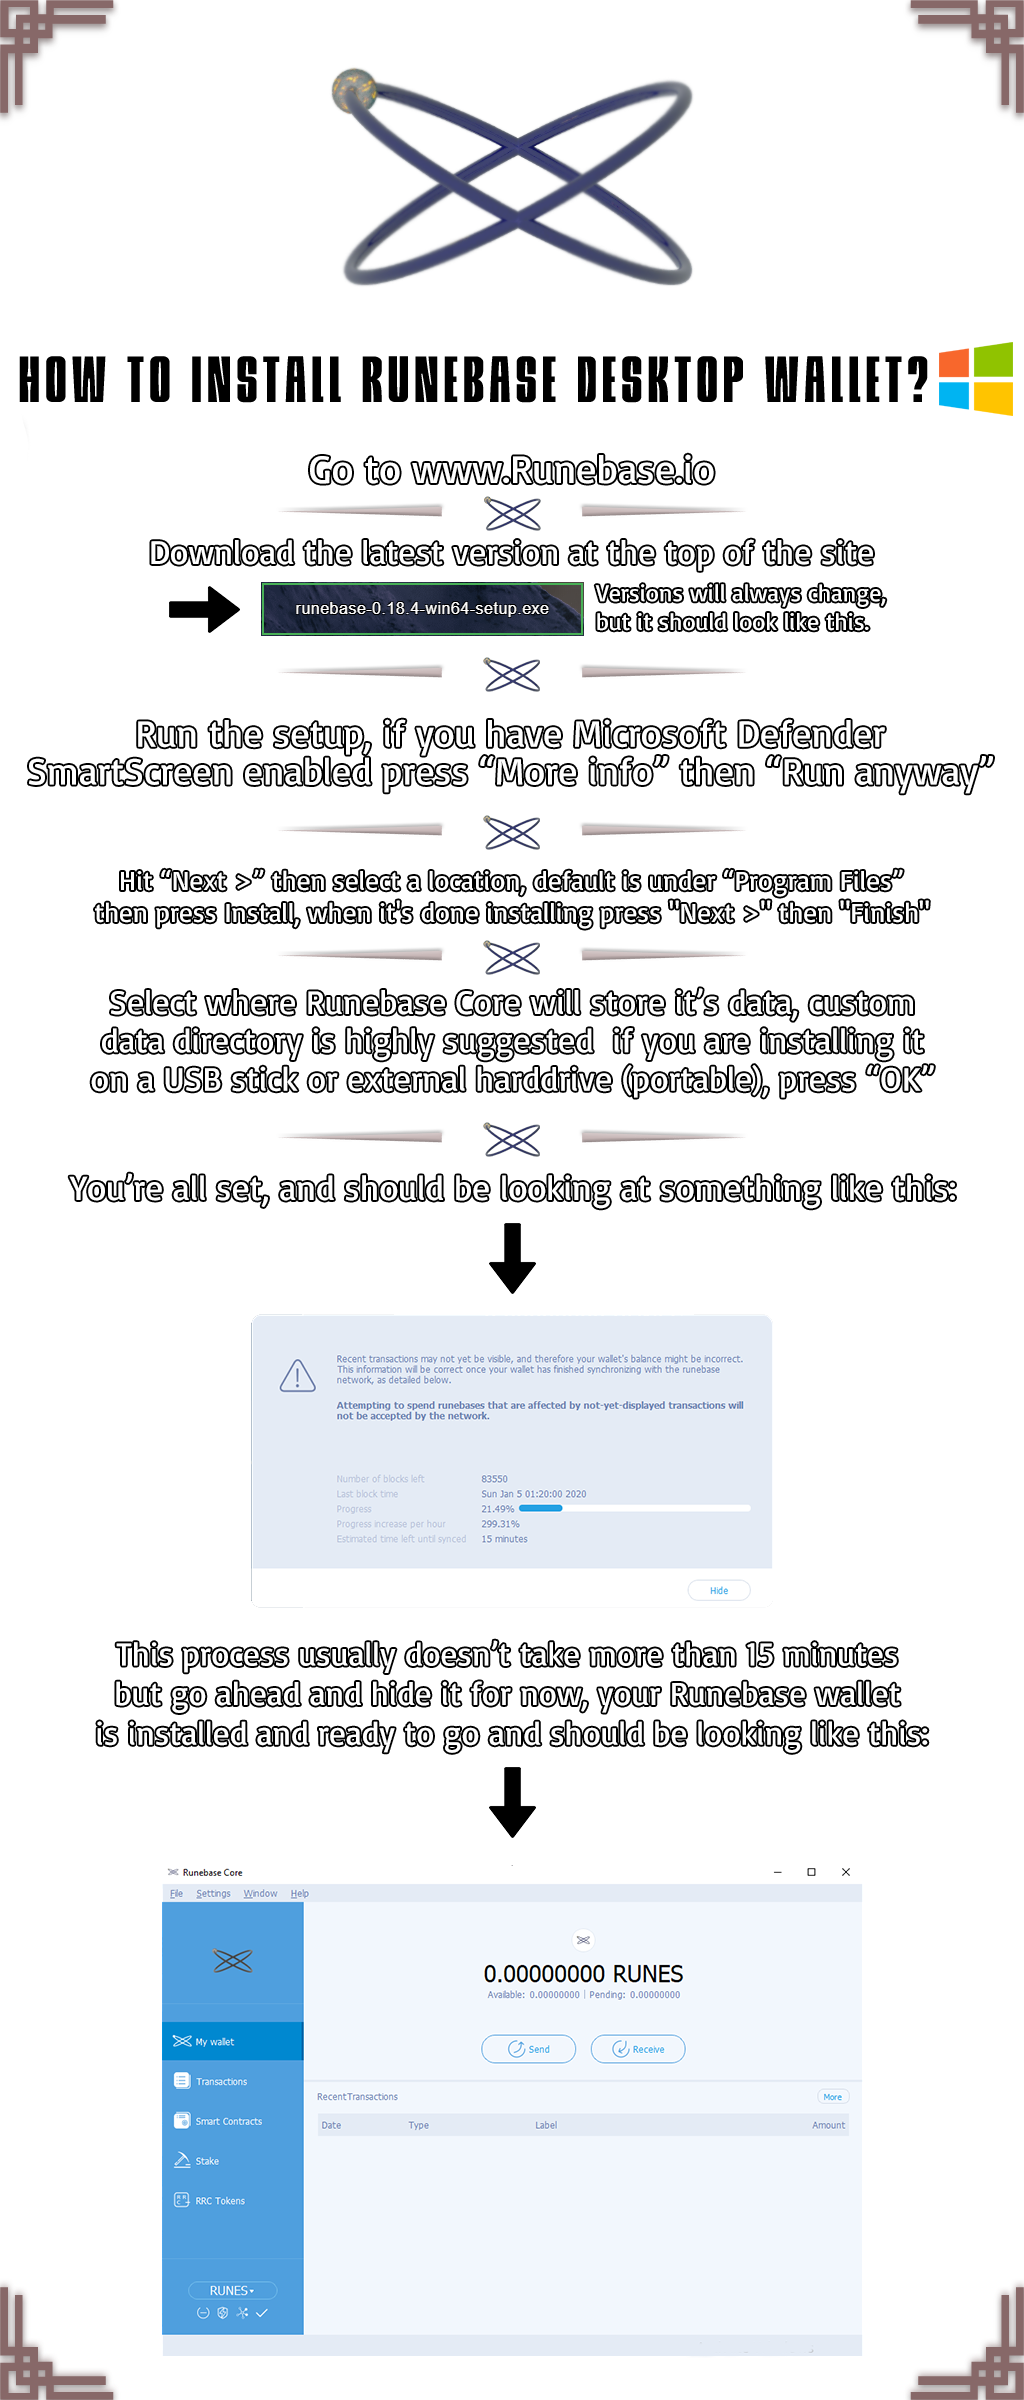 HOW TO INSTALL RUNEBASE DESKTOP WALLET?
Go to www.Runebase.io
Download the latest version at the top of the site
runebase-0.18.4-win64-setup.exe
Versions will always change,
but it should look like this.
Run the setup, if you have Microsoft Defender
SmartScreen enabled press “More info” then “Run anyway”
Hit “Next >” then select a location, default is under “Program Files”
then press Install, when it's done installing press "Next >" then "Finish"
Select where Runebase Core will store it’s data, custom
data directory is highly suggested  if you are installing it
on a USB stick or external harddrive (portable), press “OK”
You’re all set, and should be looking at something like this:
Recent transactions may not yet be visible, and therefore your wallet's balance might be incorrect.
This information will be correct once your wallet has finished synchronizing with the runebase
network, as detailed below.
Attempting to spend runebases that are affected by not-yet-displayed transactions will
not be accepted by the network.
Number of blocks left 83550
Last block time Sun Jan 5 01:20:00 2020
Progress 21.49%
Progress increase per hour 299.31%
Estimated time left until synced 15 minutes
Hide
This process usually doesn’t take more than 15 minutes
but go ahead and hide it for now, your Runebase wallet
is installed and ready to go and should be looking like this:
Runebase Core
File Settings Window Help
0.00000000 RUNES
Available: 0.00000000 | Pending: 0.00000000
Send Receive
My wallet
Transactions
Smart Contracts
Stake
RRC Tokens
RUNES
Recent Transactions More
Date Type Label Amount